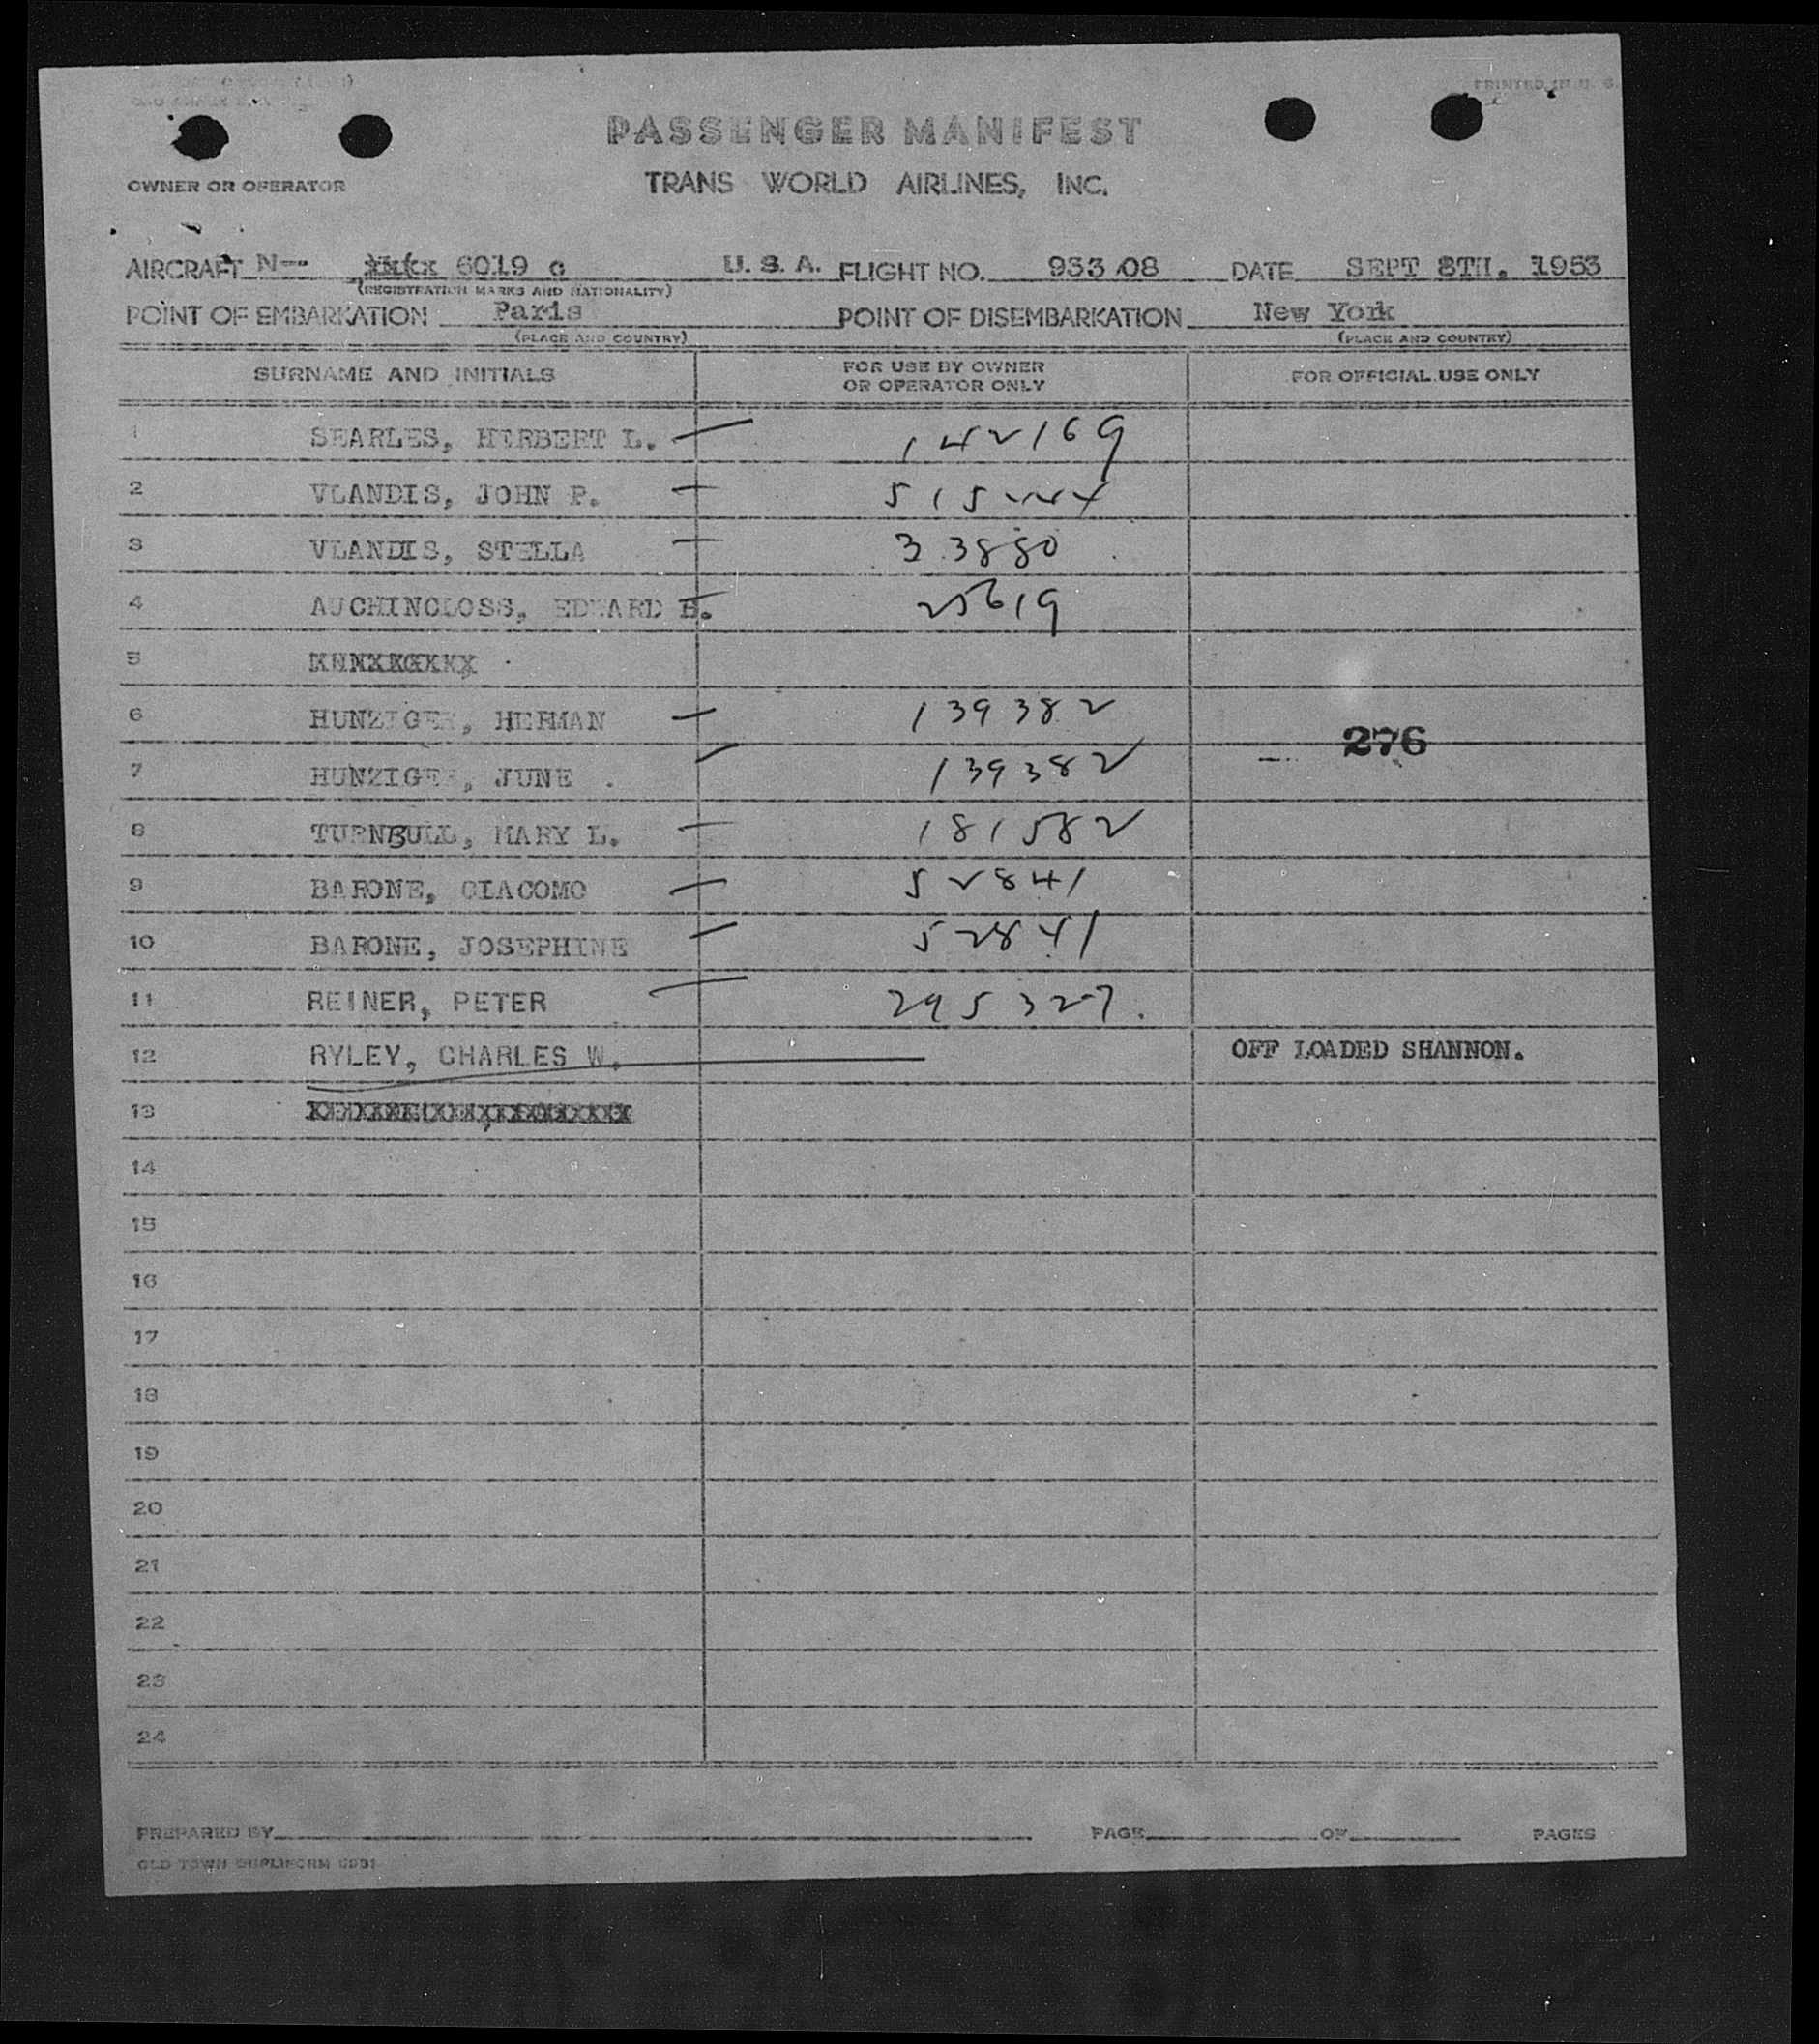 PRINTED IN U. S.
PASSENGER MANIFEST
OWNER OR OPERATOR TRANS WORLD AIRLINES, INC.
AIRCRAFT N-- 6019 c U. S. A. FLIGHT NO. 933 08 DATE SEPT 8TH. 1953
(REGISTRATION MARKS AND NATIONALITY)
POINT OF EMBARKATION Paris POINT OF DISEMBARKATION New York
(PLACE AND COUNTRY) (PLACE AND COUNTRY)
SURNAME AND INITIALS FOR USE BY OWNER OR OPERATOR ONLY FOR OFFICIAL USE ONLY
1 SEARLES, HERBERT L. 142169
2 VLANDIS, JOHN P.
3 VLANDIS, STELLA 33880
4 AUCHINCLOSS, EDWARD B. 25619
5
6 HUNZIGER, HERMAN 139382
276
7 HUNZIGER, JUNE 139382
8 TURNBULL, MARY L. 181582
9 BARONE, GIACOMO 52841
10 BARONE, JOSEPHINE 52841
11 REINER, PETER 295327.
12 RYLEY, CHARLES W. OFF LOADED SHANNON.
13
14
15
16
17
18
19
20
21
22
23
24
PREPARED BY PAGE OF PAGES
OLD TOWN DUPLIFORM